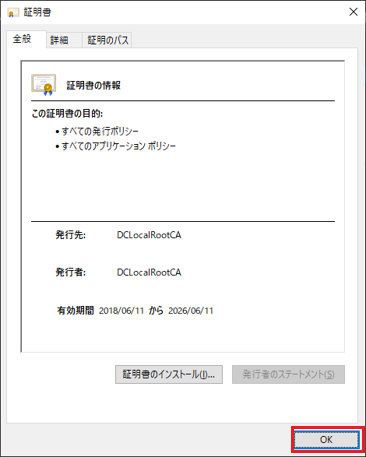 証明書
全般 詳細 証明のパス
証明書の情報
この証明書の目的:
• すべての発行ポリシー
• すべてのアプリケーション ポリシー
発行先: DCLocalRootCA
発行者: DCLocalRootCA
有効期間 2018/06/11 から 2026/06/11
証明書のインストール(I)... 発行者のステートメント(S)
OK